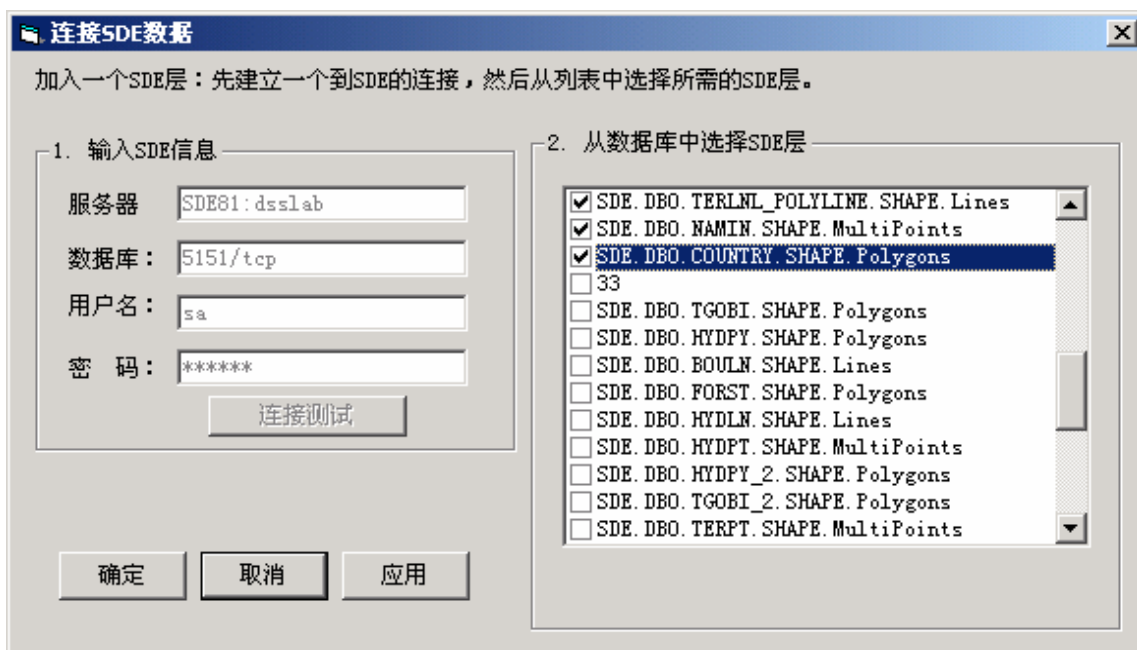 连接SDE数据
加入一个SDE层：先建立一个到SDE的连接，然后从列表中选择所需的SDE层。
1. 输入SDE信息
服务器 SDE81:dsslab
数据库： 5151/tcp
用户名： sa
密 码： ******
连接测试
2. 从数据库中选择SDE层
SDE.DBO.TERLNL_POLYLINE.SHAPE.Lines
SDE.DBO.NAMIN.SHAPE.MultiPoints
SDE.DBO.COUNTRY.SHAPE.Polygons
33
SDE.DBO.TGOBI.SHAPE.Polygons
SDE.DBO.HYDPY.SHAPE.Polygons
SDE.DBO.BOULN.SHAPE.Lines
SDE.DBO.FORST.SHAPE.Polygons
SDE.DBO.HYDLN.SHAPE.Lines
SDE.DBO.HYDPT.SHAPE.MultiPoints
SDE.DBO.HYDPY_2.SHAPE.Polygons
SDE.DBO.TGOBI_2.SHAPE.Polygons
SDE.DBO.TERPT.SHAPE.MultiPoints
确定 取消 应用